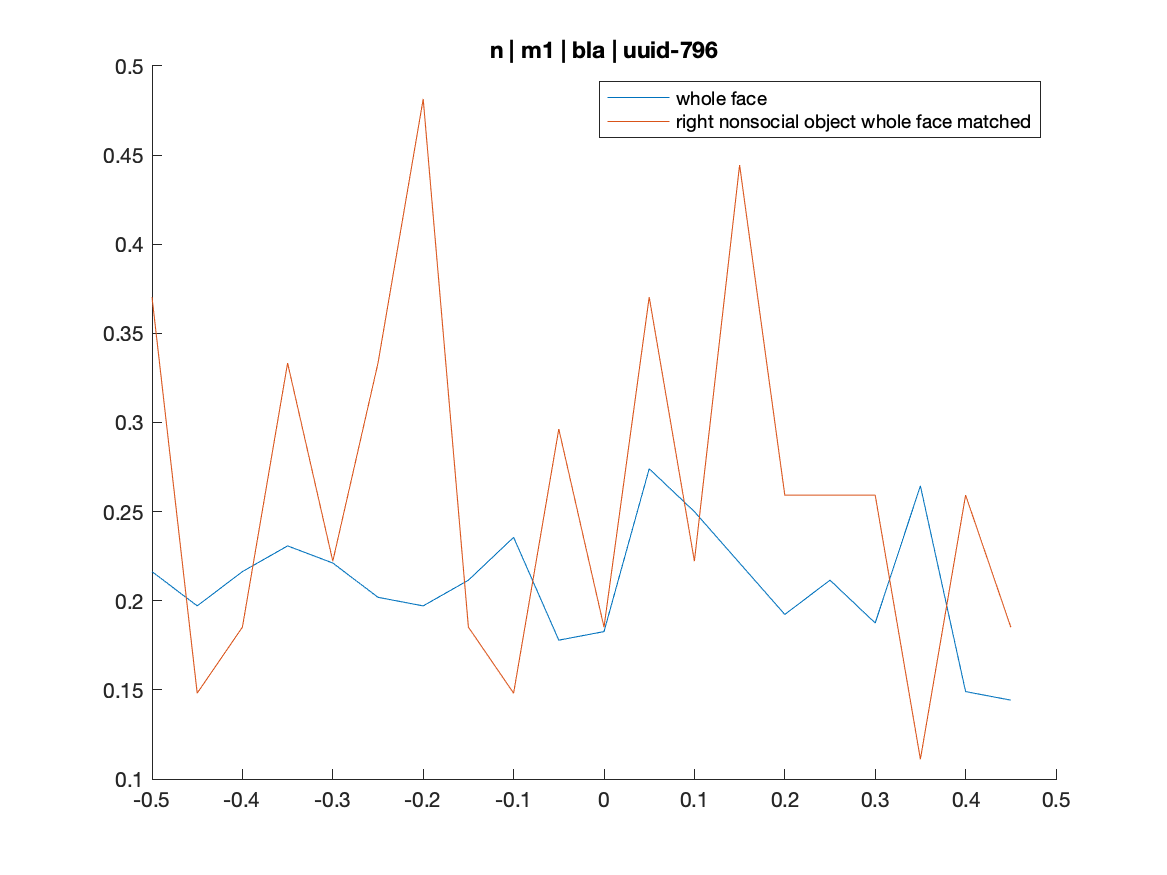 n | m1 | bla | uuid-796
whole face
right nonsocial object whole face matched
0.5
0.45
0.4
0.35
0.3
0.25
0.2
0.15
0.1
-0.5 -0.4 -0.3 -0.2 -0.1 0 0.1 0.2 0.3 0.4 0.5